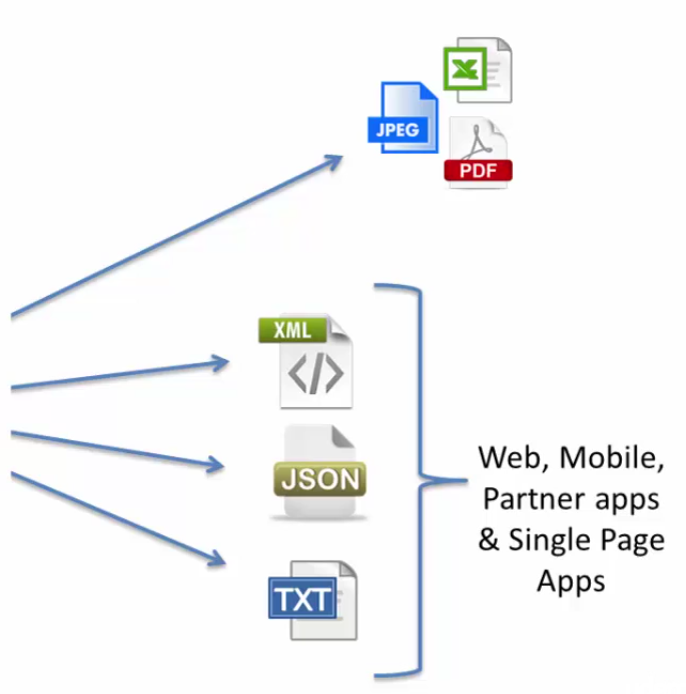 JPEG
PDF
XML
</>
JSON
TXT
Web, Mobile,
Partner apps
& Single Page
Apps